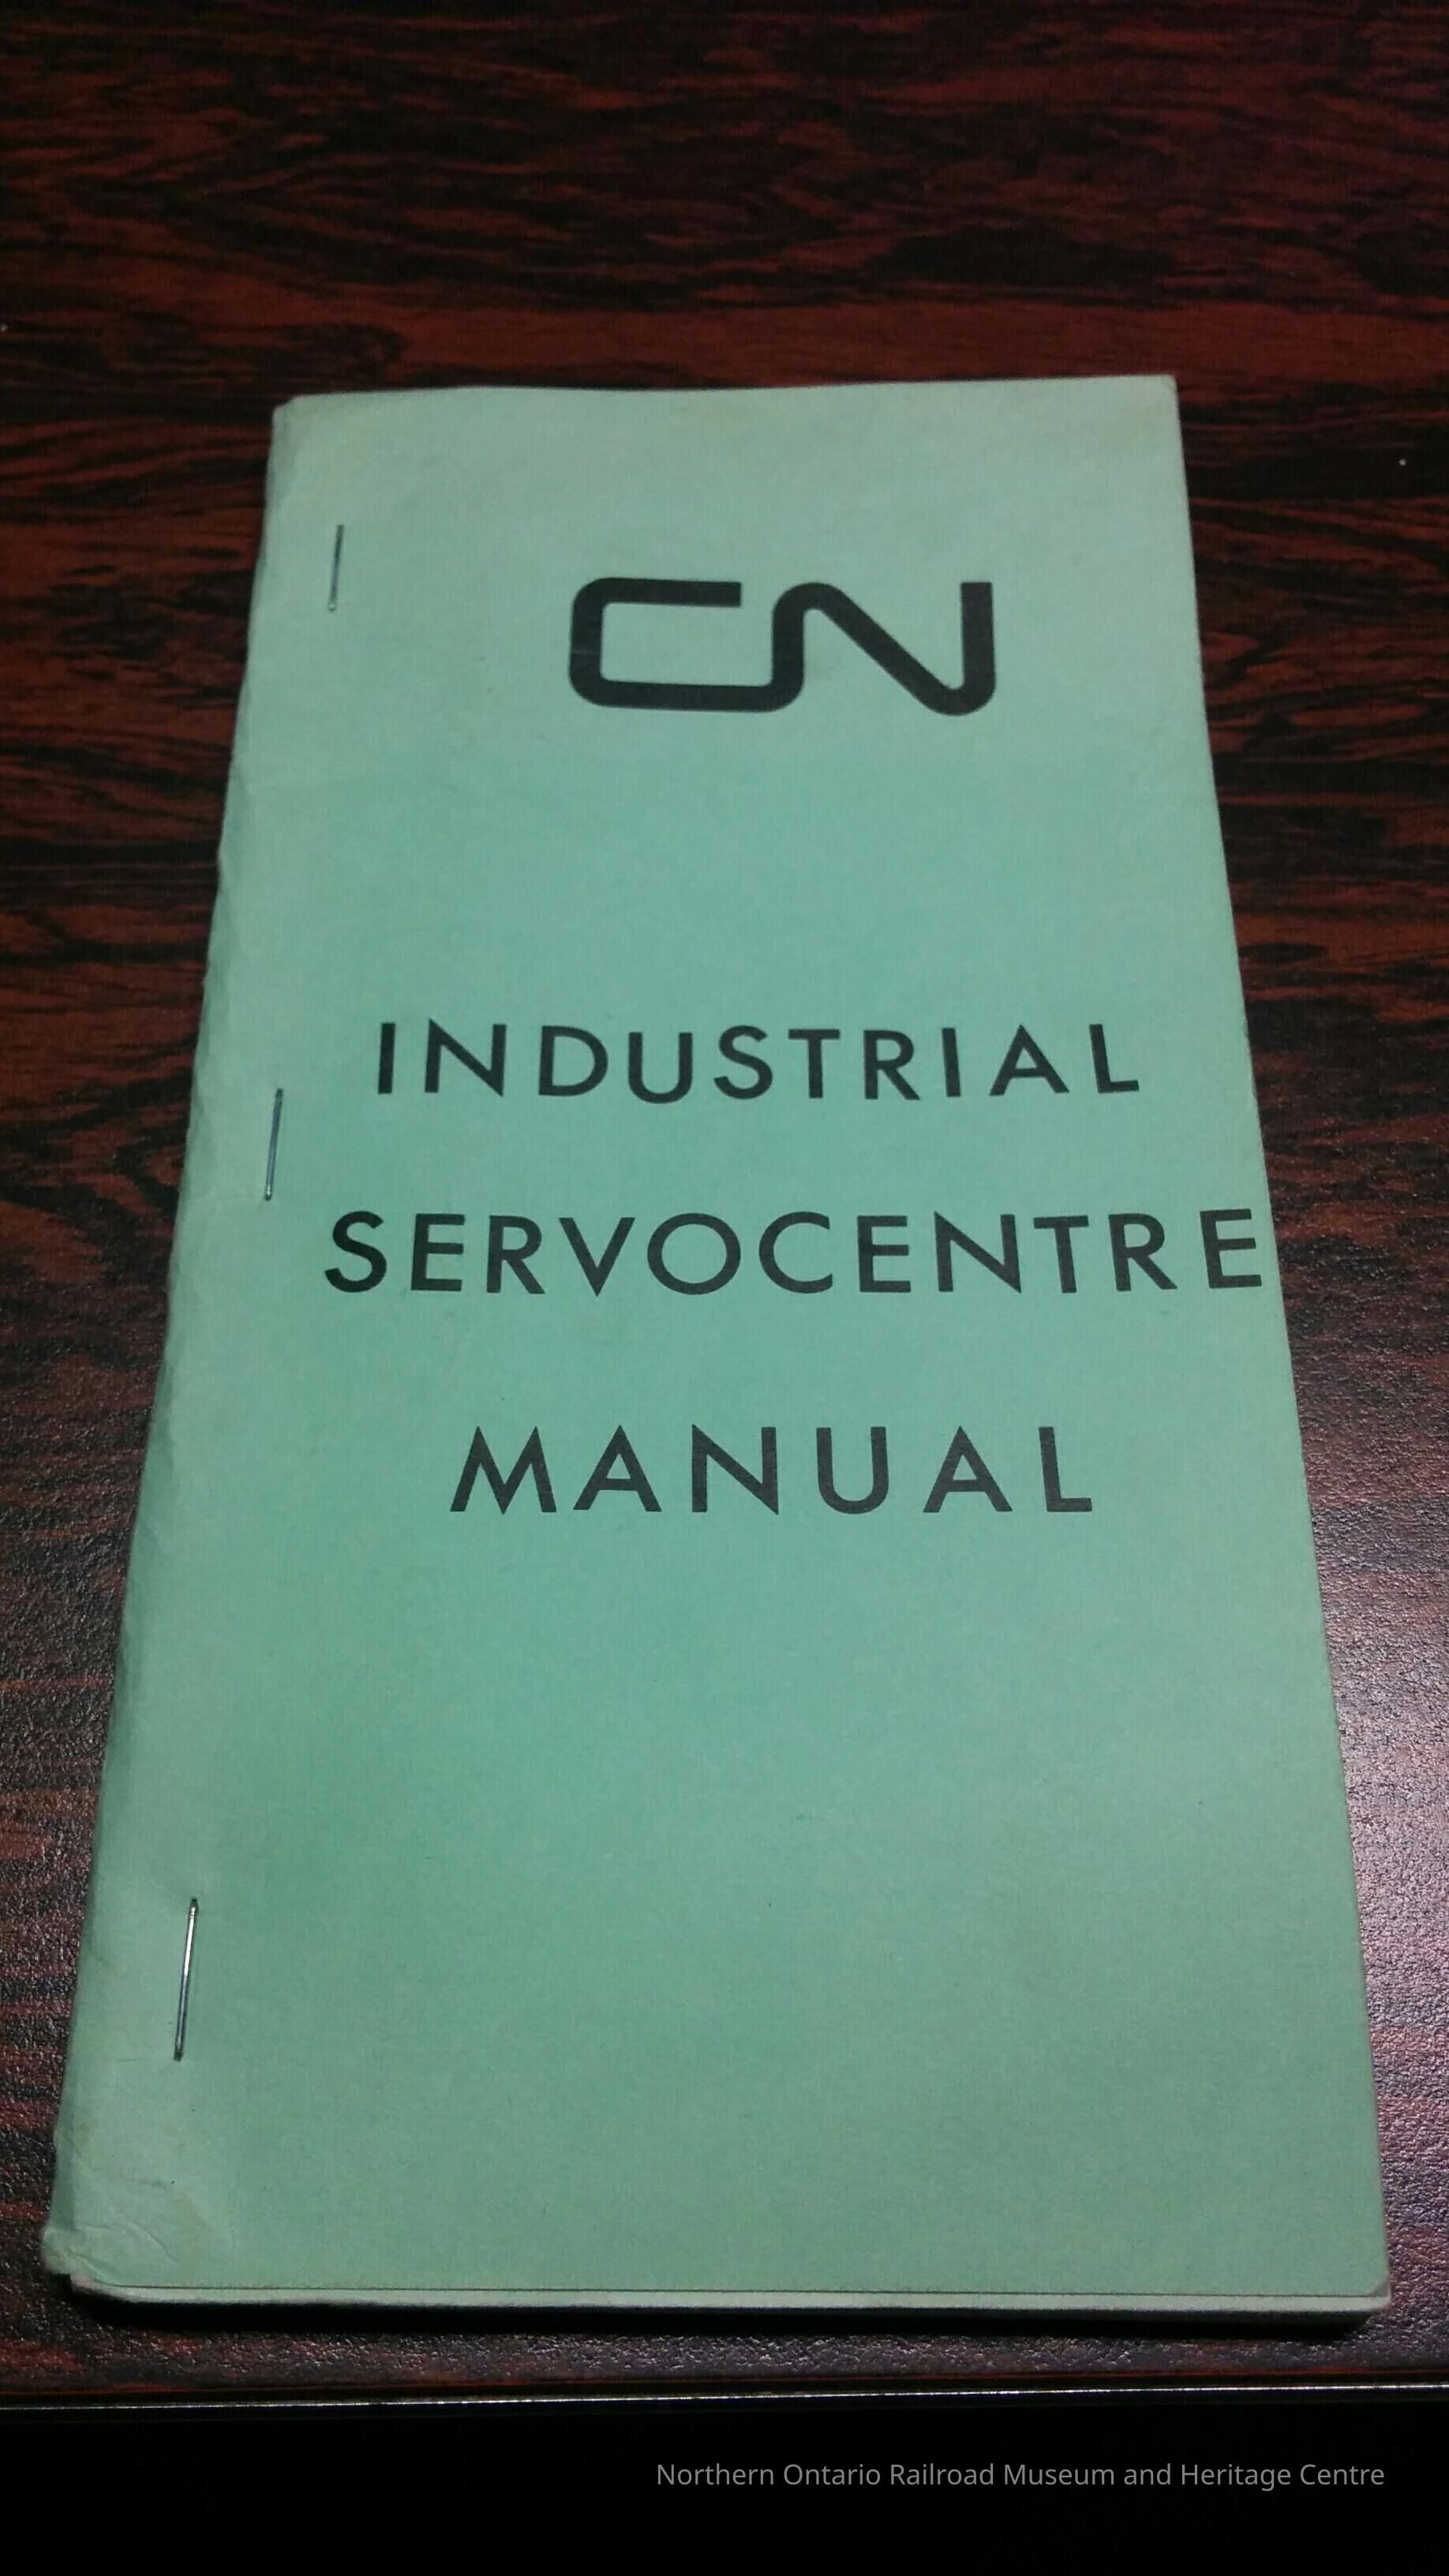 CN
INDUSTRIAL
SERVOCENTRE
MANUAL
Northern Ontario Railroad Museum and Heritage Centre